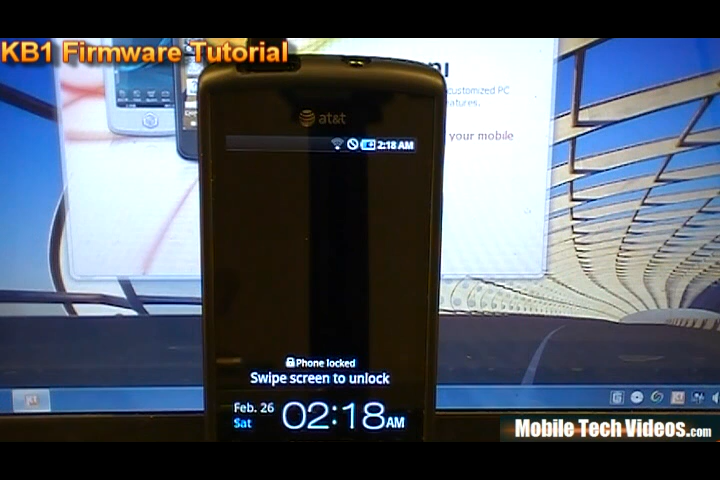 KB1 Firmware Tutorial
customized PC
your mobile
at&t
2:18 AM
Phone locked
Swipe screen to unlock
Feb. 26
Sat
02:18 AM
Mobile Tech Videos.com